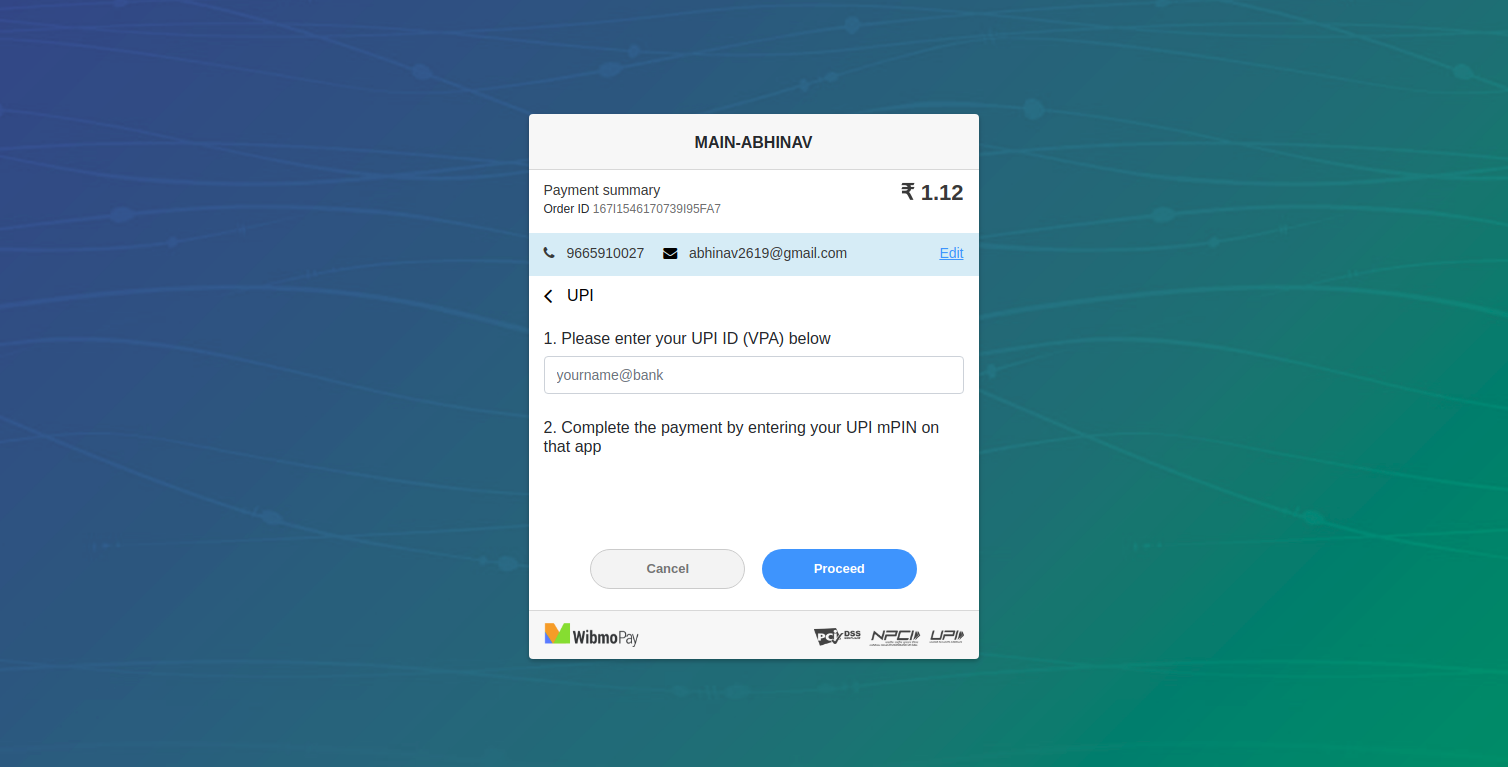 MAIN-ABHINAV
Payment summary
₹ 1.12
Order ID 167I1546170739I95FA7
9665910027 abhinav2619@gmail.com Edit
UPI
1. Please enter your UPI ID (VPA) below
yourname@bank
2. Complete the payment by entering your UPI mPIN on
that app
Cancel Proceed
WibmoPay PCI DSS NPCI UPI